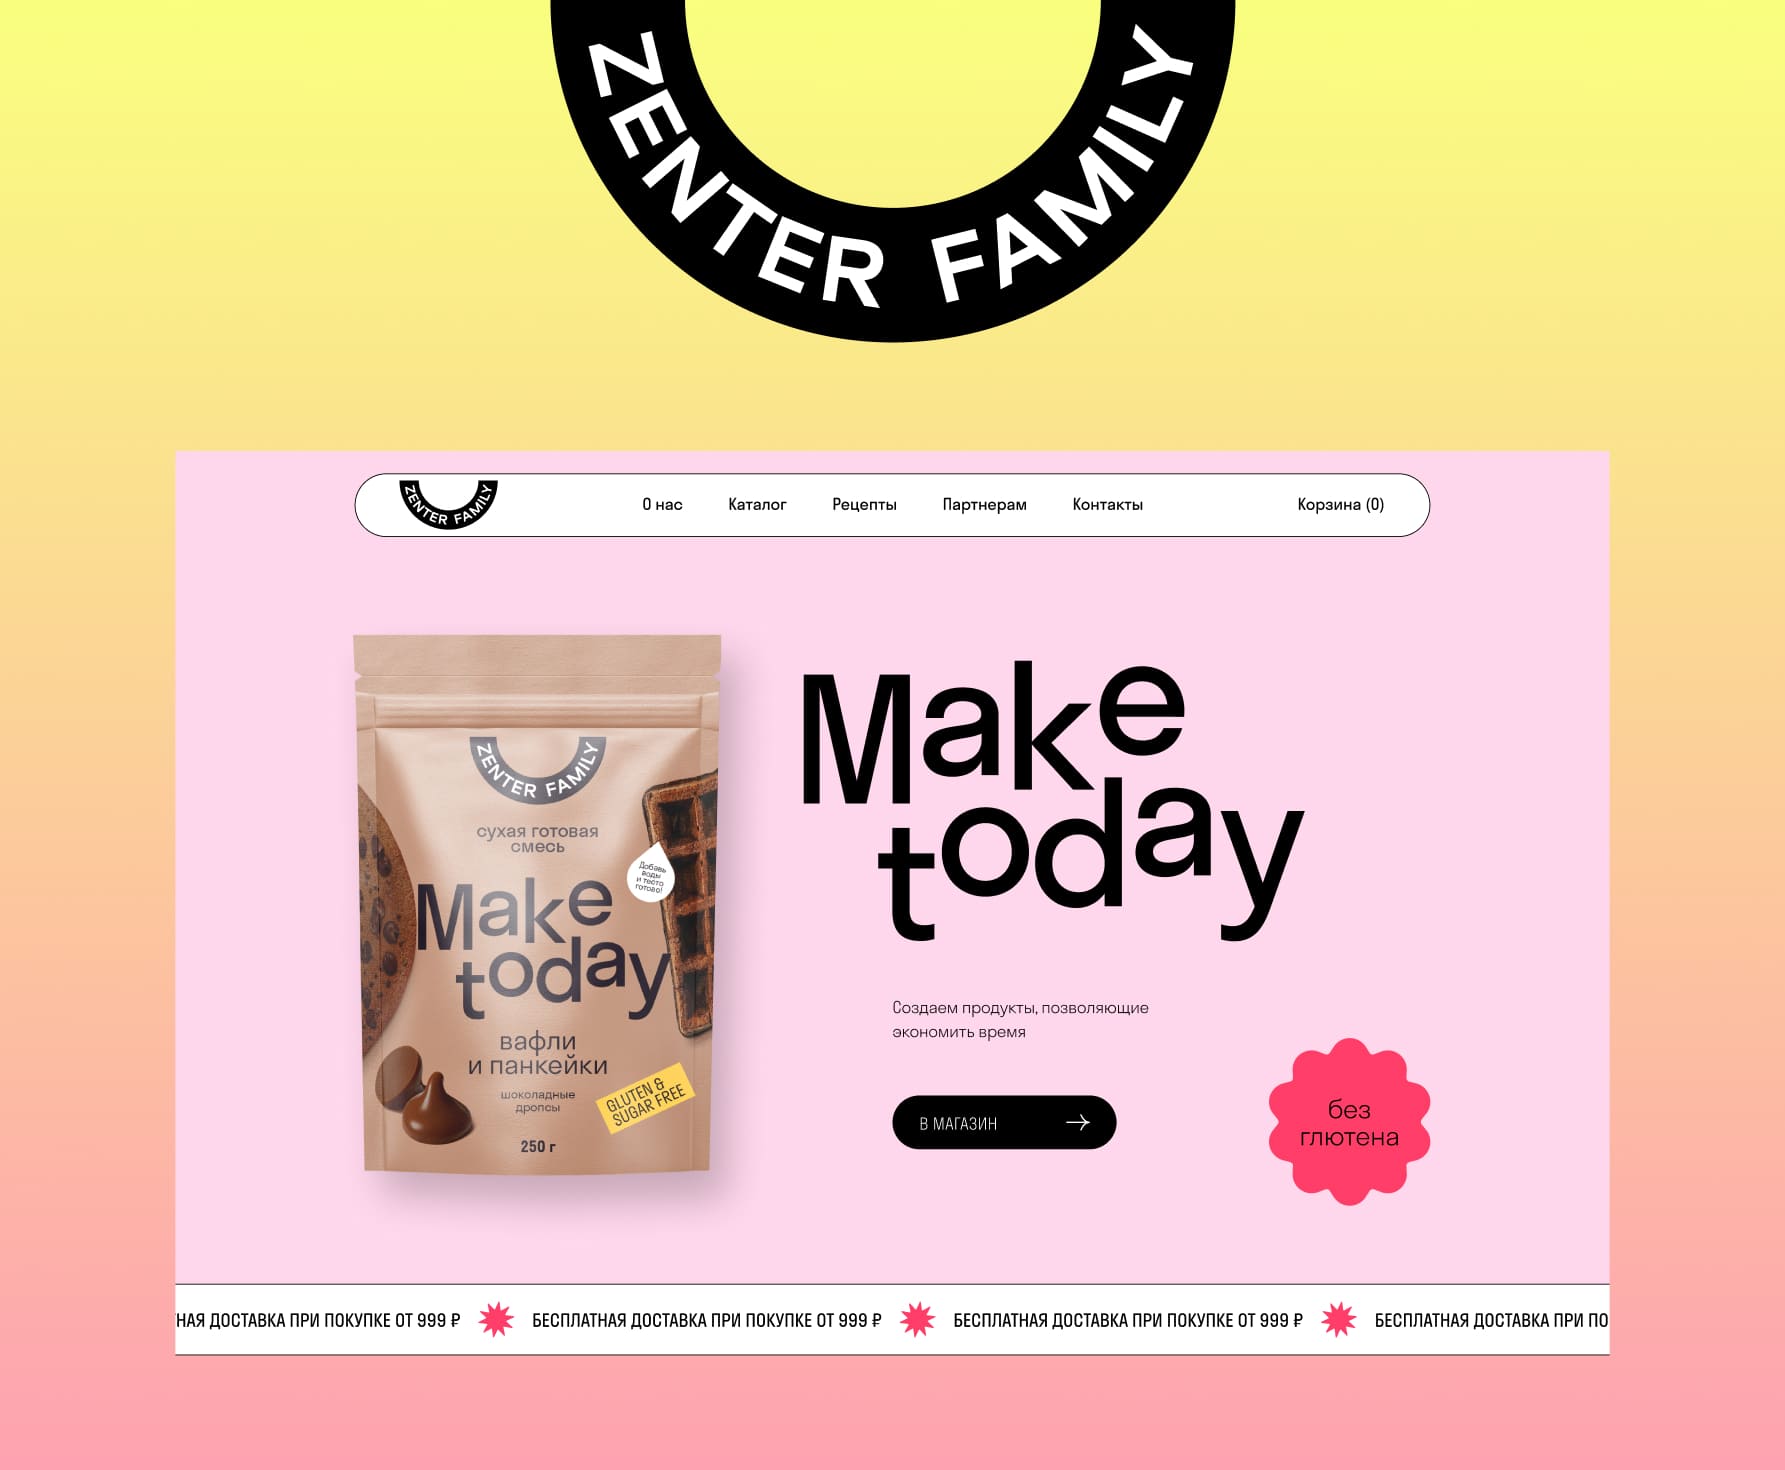 ZENTER FAMILY
ZENTER FAMILY
О нас
Каталог
Рецепты
Партнерам
Контакты
Корзина (0)
ZENTER FAMILY
сухая готовая
смесь
Добавь
воды
и тесто
готово!
Make
today
вафли
и панкейки
шоколадные
дропсы
GLUTEN &
SUGAR FREE
250 г
Make
today
Создаем продукты, позволяющие
экономить время
В МАГАЗИН
без
глютена
НАЯ ДОСТАВКА ПРИ ПОКУПКЕ ОТ 999 ₽ БЕСПЛАТНАЯ ДОСТАВКА ПРИ ПОКУПКЕ ОТ 999 ₽ БЕСПЛАТНАЯ ДОСТАВКА ПРИ ПОКУПКЕ ОТ 999 ₽ БЕСПЛАТНАЯ ДОСТАВКА ПРИ ПО